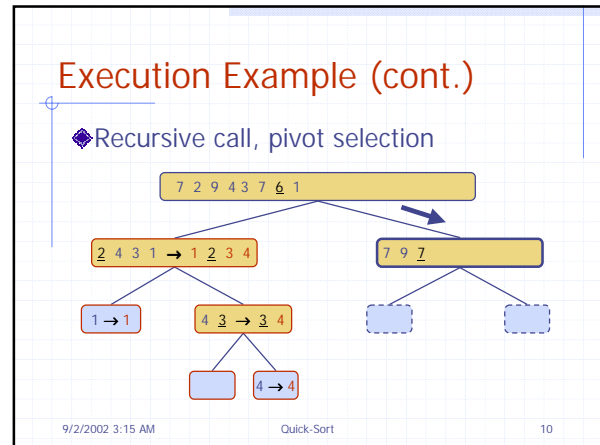 Execution Example (cont.)
Recursive call, pivot selection
7 2 9 4 3 7 6 1
2 4 3 1 → 1 2 3 4
7 9 7
1 → 1
4 3 → 3 4
4 → 4
9/2/2002 3:15 AM
Quick-Sort
10